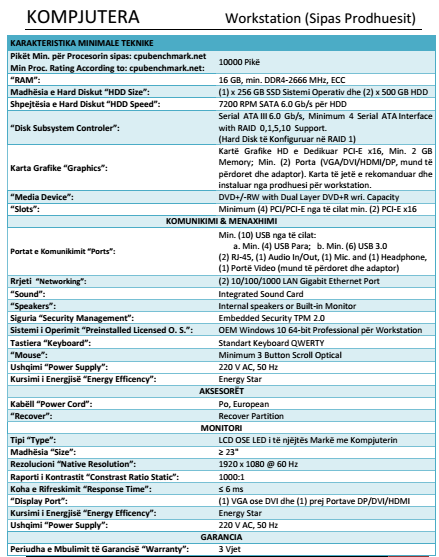 KOMPJUTERA Workstation (Sipas Prodhuesit)
KARAKTERISTIKA MINIMALE TEKNIKE
Pikët Min. për Procesorin sipas: cpubenchmark.net
Min Proc. Rating According to: cpubenchmark.net: 10000 Pikë
"RAM": 16 GB, min. DDR4-2666 MHz, ECC
Madhësia e Hard Diskut "HDD Size": (1) x 256 GB SSD Sistemi Operativ dhe (2) x 500 GB HDD
Shpejtësia e Hard Diskut "HDD Speed": 7200 RPM SATA 6.0 Gb/s për HDD
"Disk Subsystem Controler": Serial ATA III 6.0 Gb/s, Minimum 4 Serial ATA Interface
with RAID 0,1,5,10 Support.
(Hard Disk të Konfiguruar në RAID 1)
Karta Grafike "Graphics": Kartë Grafike HD e Dedikuar PCI-E x16, Min. 2 GB
Memory; Min. (2) Porta (VGA/DVI/HDMI/DP, mund të
përdoret dhe adaptor). Karta të jetë e rekomanduar dhe
instaluar nga prodhuesi për workstation.
"Media Device": DVD+/-RW with Dual Layer DVD+R wri. Capacity
"Slots": Minimum (4) PCI/PCI-E nga të cilat min. (2) PCI-E x16
KOMUNIKIMI & MENAXHIMI
Portat e Komunikimit "Ports": Min. (10) USB nga të cilat:
a. Min. (4) USB Para; b. Min. (6) USB 3.0
(2) RJ-45, (1) Audio In/Out, (1) Mic. and (1) Headphone,
(1) Portë Video (mund të përdoret dhe adaptor)
Rrjeti "Networking": (2) 10/100/1000 LAN Gigabit Ethernet Port
"Sound": Integrated Sound Card
"Speakers": Internal speakers or Built-in Monitor
Siguria "Security Management": Embedded Security TPM 2.0
Sistemi i Operimit "Preinstalled Licensed O. S.": OEM Windows 10 64-bit Professional për Workstation
Tastiera "Keyboard": Standart Keyboard QWERTY
"Mouse": Minimum 3 Button Scroll Optical
Ushqimi "Power Supply": 220 V AC, 50 Hz
Kursimi i Energjisë "Energy Efficency": Energy Star
AKSESORËT
Kabëll "Power Cord": Po, European
"Recover": Recover Partition
MONITORI
Tipi "Type": LCD OSE LED i të njëjtës Markë me Kompjuterin
Madhësia "Size": ≥ 23"
Rezolucioni "Native Resolution": 1920 x 1080 @ 60 Hz
Raporti i Kontrastit "Constrast Ratio Static": 1000:1
Koha e Rifreskimit "Response Time": ≤ 6 ms
"Display Port": (1) VGA ose DVI dhe (1) prej Portave DP/DVI/HDMI
Kursimi i Energjisë "Energy Efficency": Energy Star
Ushqimi "Power Supply": 220 V AC, 50 Hz
GARANCIA
Periudha e Mbulimit të Garancisë "Warranty": 3 Vjet